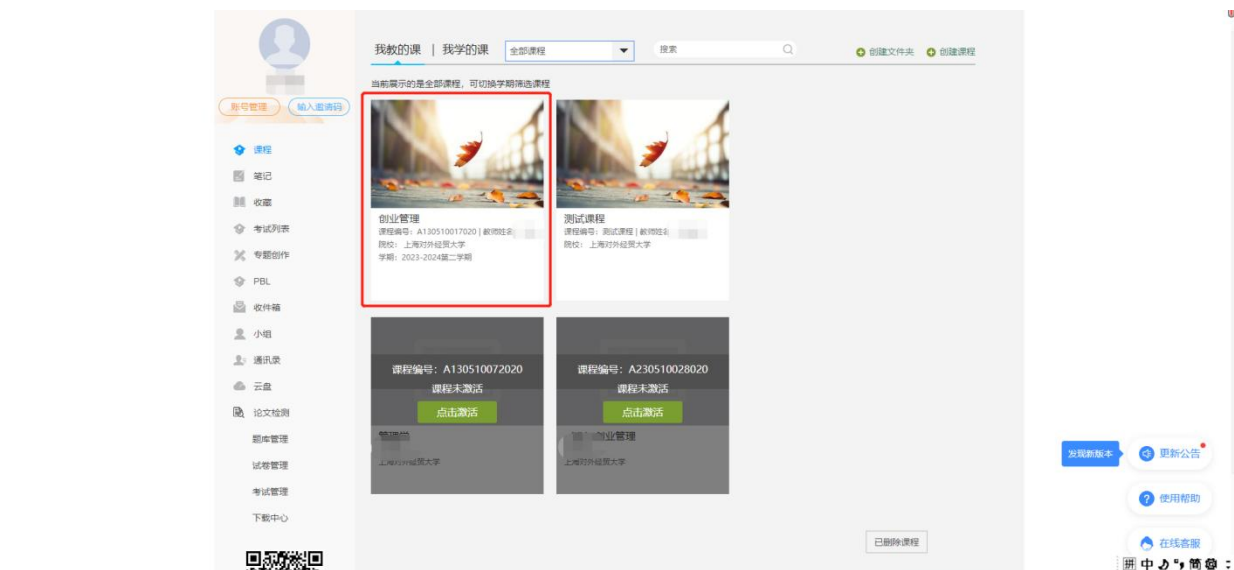 我教的课 | 我学的课
全部课程
搜索
创建文件夹
创建课程
当前展示的是全部课程，可切换学期筛选课程
账号管理
输入邀请码
课程
笔记
收藏
考试列表
专题创作
PBL
收件箱
小组
通讯录
云盘
论文检测
题库管理
试卷管理
考试管理
下载中心
创业管理
课程编号：A130510017020 | 教师姓名
院校： 上海对外经贸大学
学期：2023-2024第二学期
测试课程
课程编号：测试课程 | 教师姓名
院校： 上海对外经贸大学
课程编号：A130510072020
课程未激活
点击激活
管理学
上海对外经贸大学
课程编号：A230510028020
课程未激活
点击激活
创业管理
上海对外经贸大学
已删除课程
发现新版本
更新公告
使用帮助
在线客服
拼 中 简